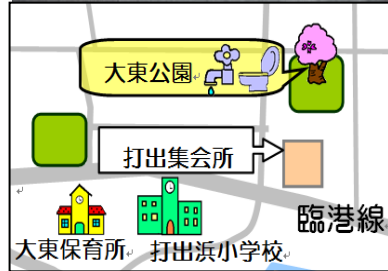 大東公園
打出集会所
臨港線
大東保育所
打出浜小学校